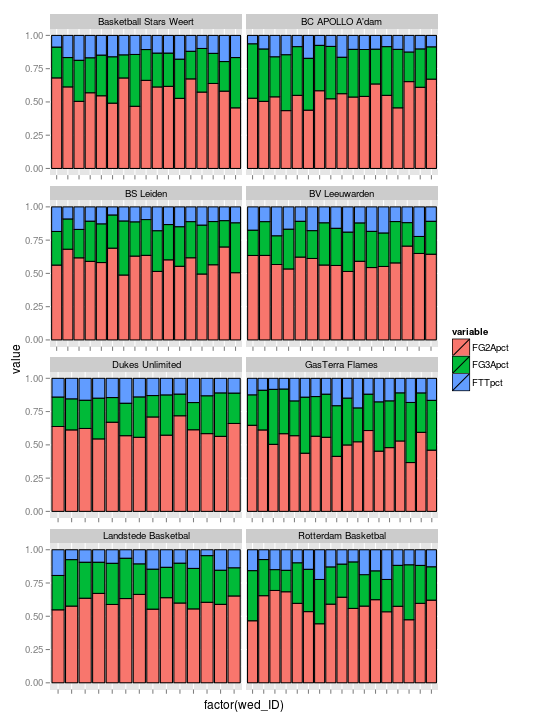 Basketball Stars Weert
BC APOLLO A'dam
1.00
0.75
0.50
0.25
0.00
BS Leiden
BV Leeuwarden
1.00
0.75
0.50
0.25
0.00
Dukes Unlimited
GasTerra Flames
1.00
0.75
0.50
0.25
0.00
Landstede Basketbal
Rotterdam Basketbal
1.00
0.75
0.50
0.25
0.00
value
factor(wed_ID)
variable
FG2Apct
FG3Apct
FTTpct